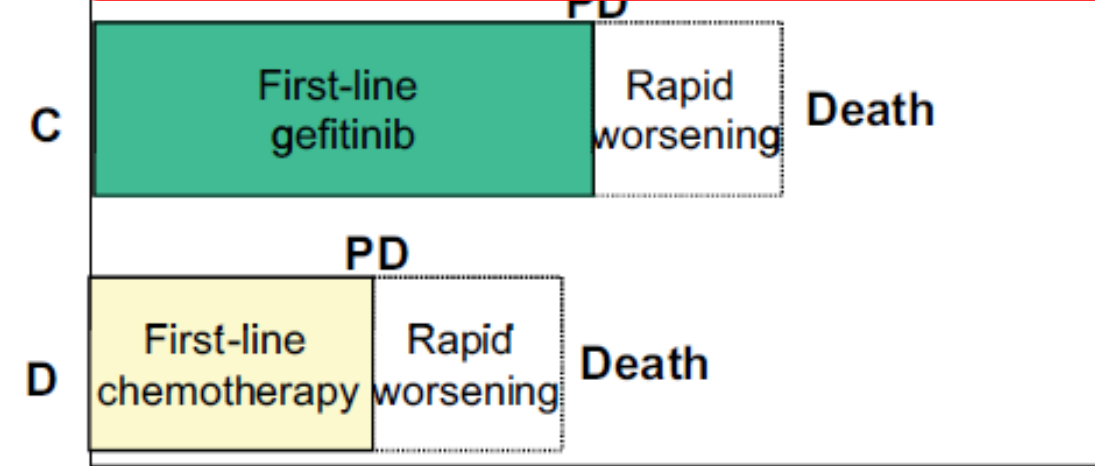 PD
First-line
gefitinib
Rapid
worsening
C
Death
PD
First-line
chemotherapy
Rapid
worsening
D
Death